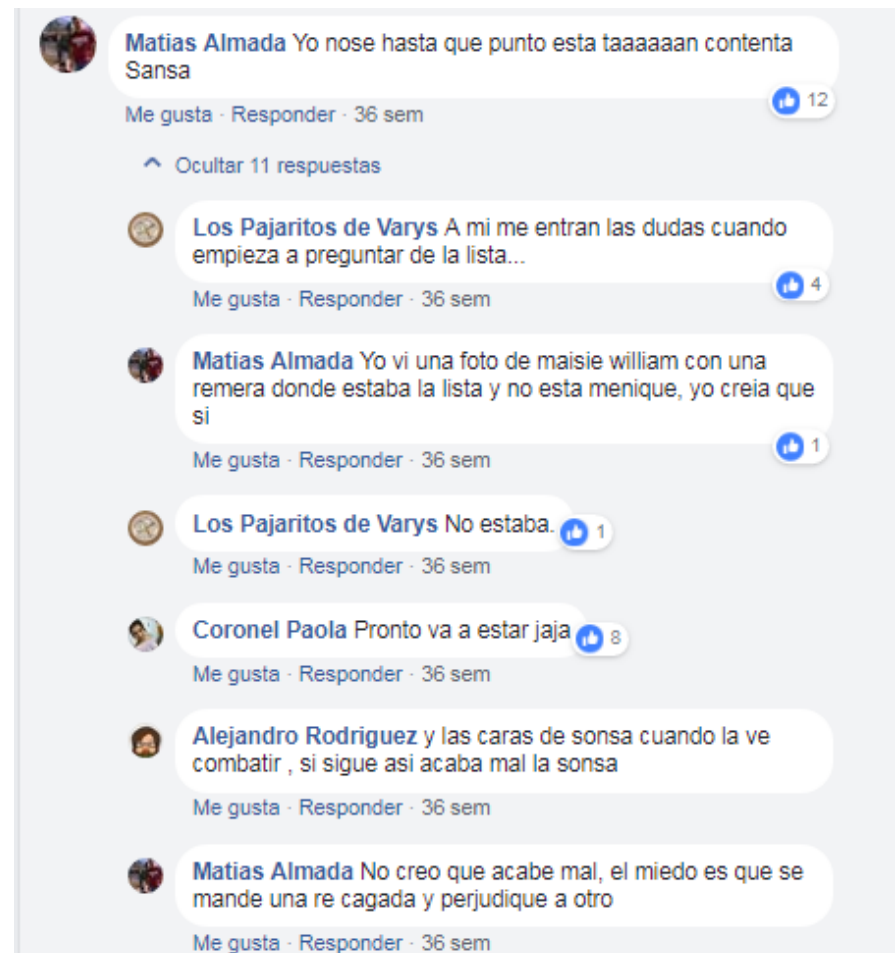 Matias Almada Yo nose hasta que punto esta taaaaaan contenta
Sansa
12
Me gusta · Responder · 36 sem
Ocultar 11 respuestas
Los Pajaritos de Varys A mi me entran las dudas cuando
empieza a preguntar de la lista...
4
Me gusta · Responder · 36 sem
Matias Almada Yo vi una foto de maisie william con una
remera donde estaba la lista y no esta menique, yo creia que
si
1
Me gusta · Responder · 36 sem
Los Pajaritos de Varys No estaba. 1
Me gusta · Responder · 36 sem
Coronel Paola Pronto va a estar jaja 8
Me gusta · Responder · 36 sem
Alejandro Rodriguez y las caras de sonsa cuando la ve
combatir , si sigue asi acaba mal la sonsa
Me gusta · Responder · 36 sem
Matias Almada No creo que acabe mal, el miedo es que se
mande una re cagada y perjudique a otro
Me gusta · Responder · 36 sem